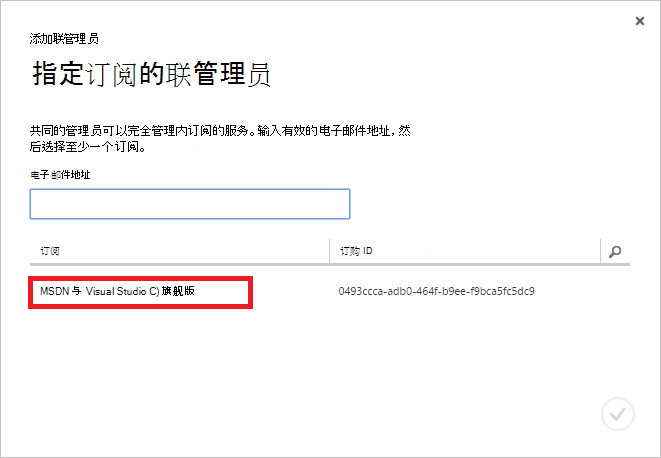 添加联管理员
指定订阅的联管理员
共同的管理员可以完全管理内订阅的服务。输入有效的电子邮件地址, 然
后选择至少一个订阅。
电子邮件地址
订阅 订购 ID
MSDN 与 Visual Studio C) 旗舰版 0493ccca-adb0-464f-b9ee-f9bca5fc5dc9